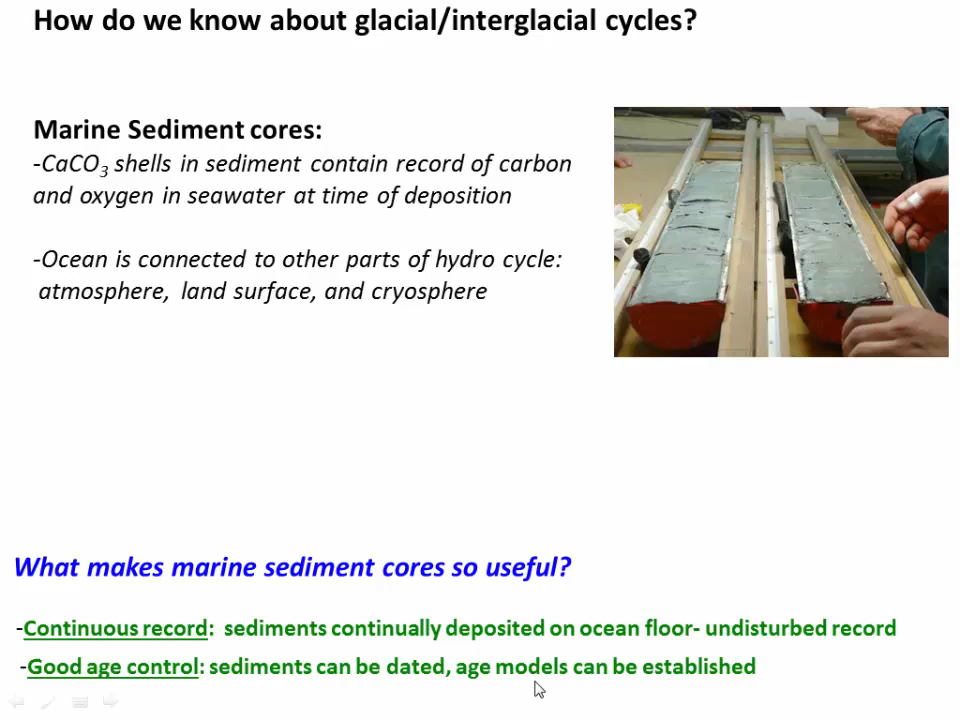 How do we know about glacial/interglacial cycles?
Marine Sediment cores:
-CaCO₃ shells in sediment contain record of carbon
and oxygen in seawater at time of deposition
-Ocean is connected to other parts of hydro cycle:
atmosphere, land surface, and cryosphere
What makes marine sediment cores so useful?
-Continuous record: sediments continually deposited on ocean floor- undisturbed record
-Good age control: sediments can be dated, age models can be established